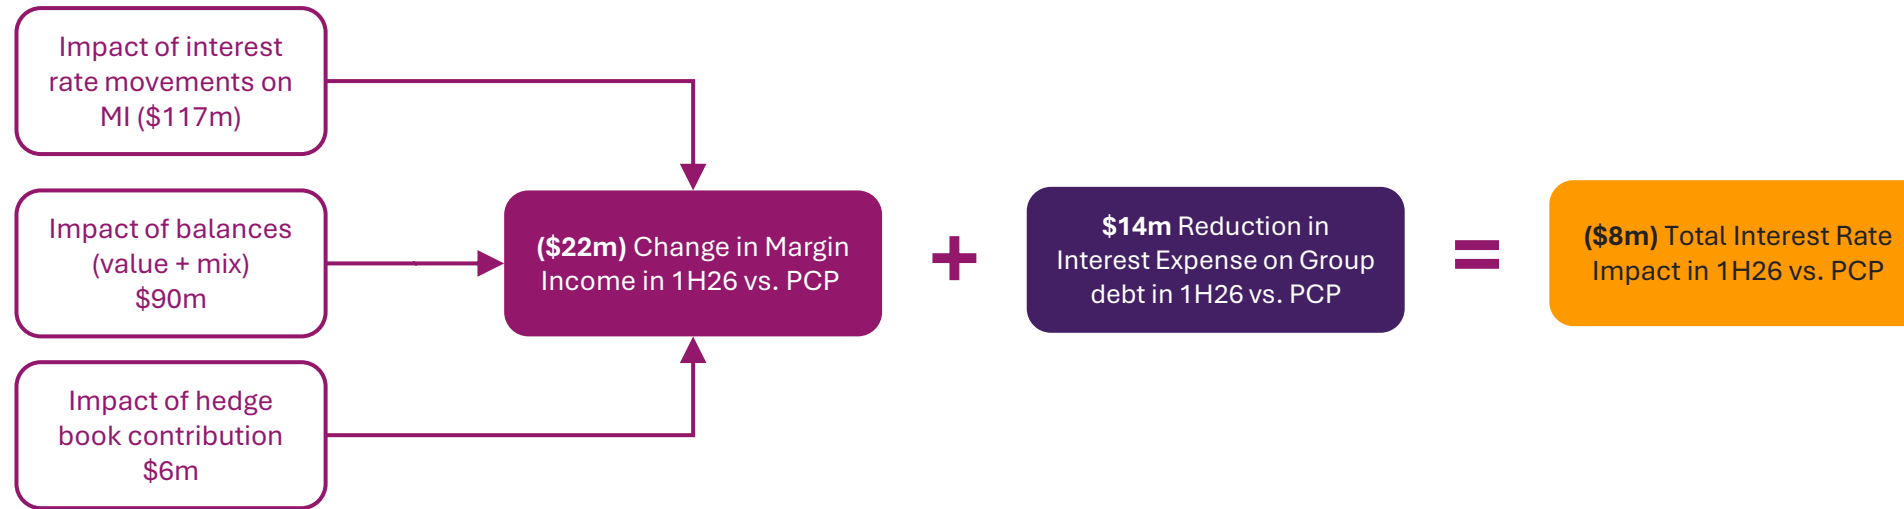 Impact of interest
rate movements on
MI ($117m)
Impact of balances
(value + mix)
$90m
Impact of hedge
book contribution
$6m
($22m) Change in Margin
Income in 1H26 vs. PCP
+
$14m Reduction in
Interest Expense on Group
debt in 1H26 vs. PCP
=
($8m) Total Interest Rate
Impact in 1H26 vs. PCP